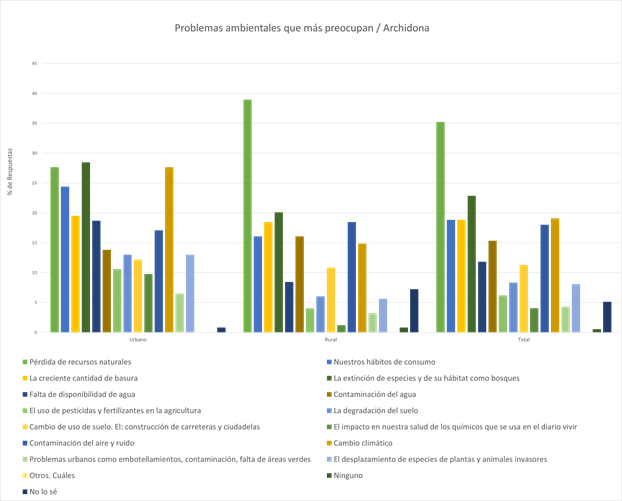 Problemas ambientales que más preocupan / Archidona
45
40
35
30
25
20
15
10
5
0
% de Respuestas
Urbano
Rural
Total
Pérdida de recursos naturales
Nuestros hábitos de consumo
La creciente cantidad de basura
La extinción de especies y de su hábitat como bosques
Falta de disponibilidad de agua
Contaminación del agua
El uso de pesticidas y fertilizantes en la agricultura
La degradación del suelo
Cambio de uso de suelo. El: construcción de carreteras y ciudadelas
El impacto en nuestra salud de los químicos que se usa en el diario vivir
Contaminación del aire y ruido
Cambio climático
Problemas urbanos como embotellamientos, contaminación, falta de áreas verdes
El desplazamiento de especies de plantas y animales invasores
Otros. Cuáles
Ninguno
No lo sé